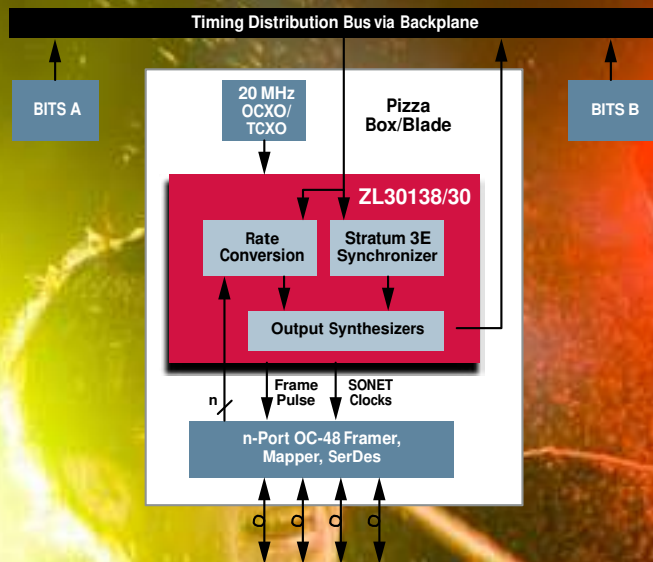 Timing Distribution Bus via Backplane
BITS A
20 MHz
OCXO/
TCXO
Pizza
Box/Blade
BITS B
ZL30138/30
Rate
Conversion
Stratum 3E
Synchronizer
Output Synthesizers
n
Frame
Pulse
SONET
Clocks
n-Port OC-48 Framer,
Mapper, SerDes